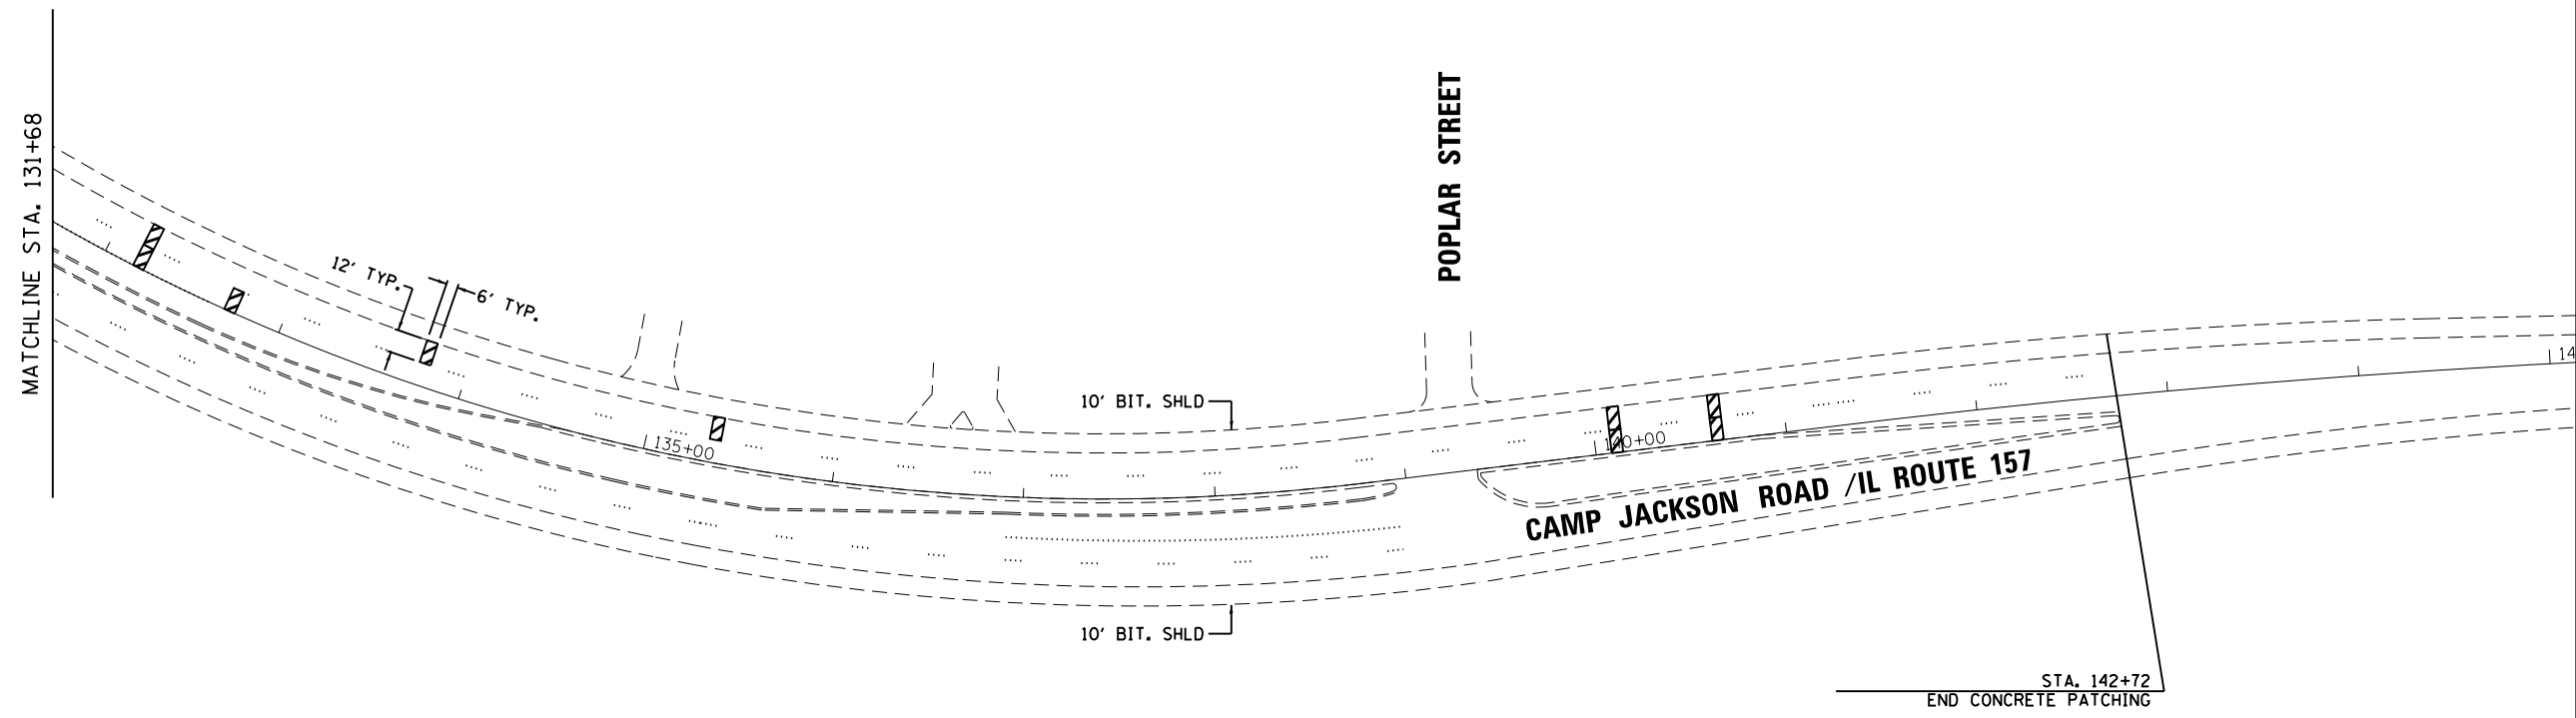 MATCHLINE STA. 131+68
12' TYP.
6' TYP.
135+00
10' BIT. SHLD
10' BIT. SHLD
POPLAR STREET
140+00
CAMP JACKSON ROAD /IL ROUTE 157
14
STA. 142+72
END CONCRETE PATCHING